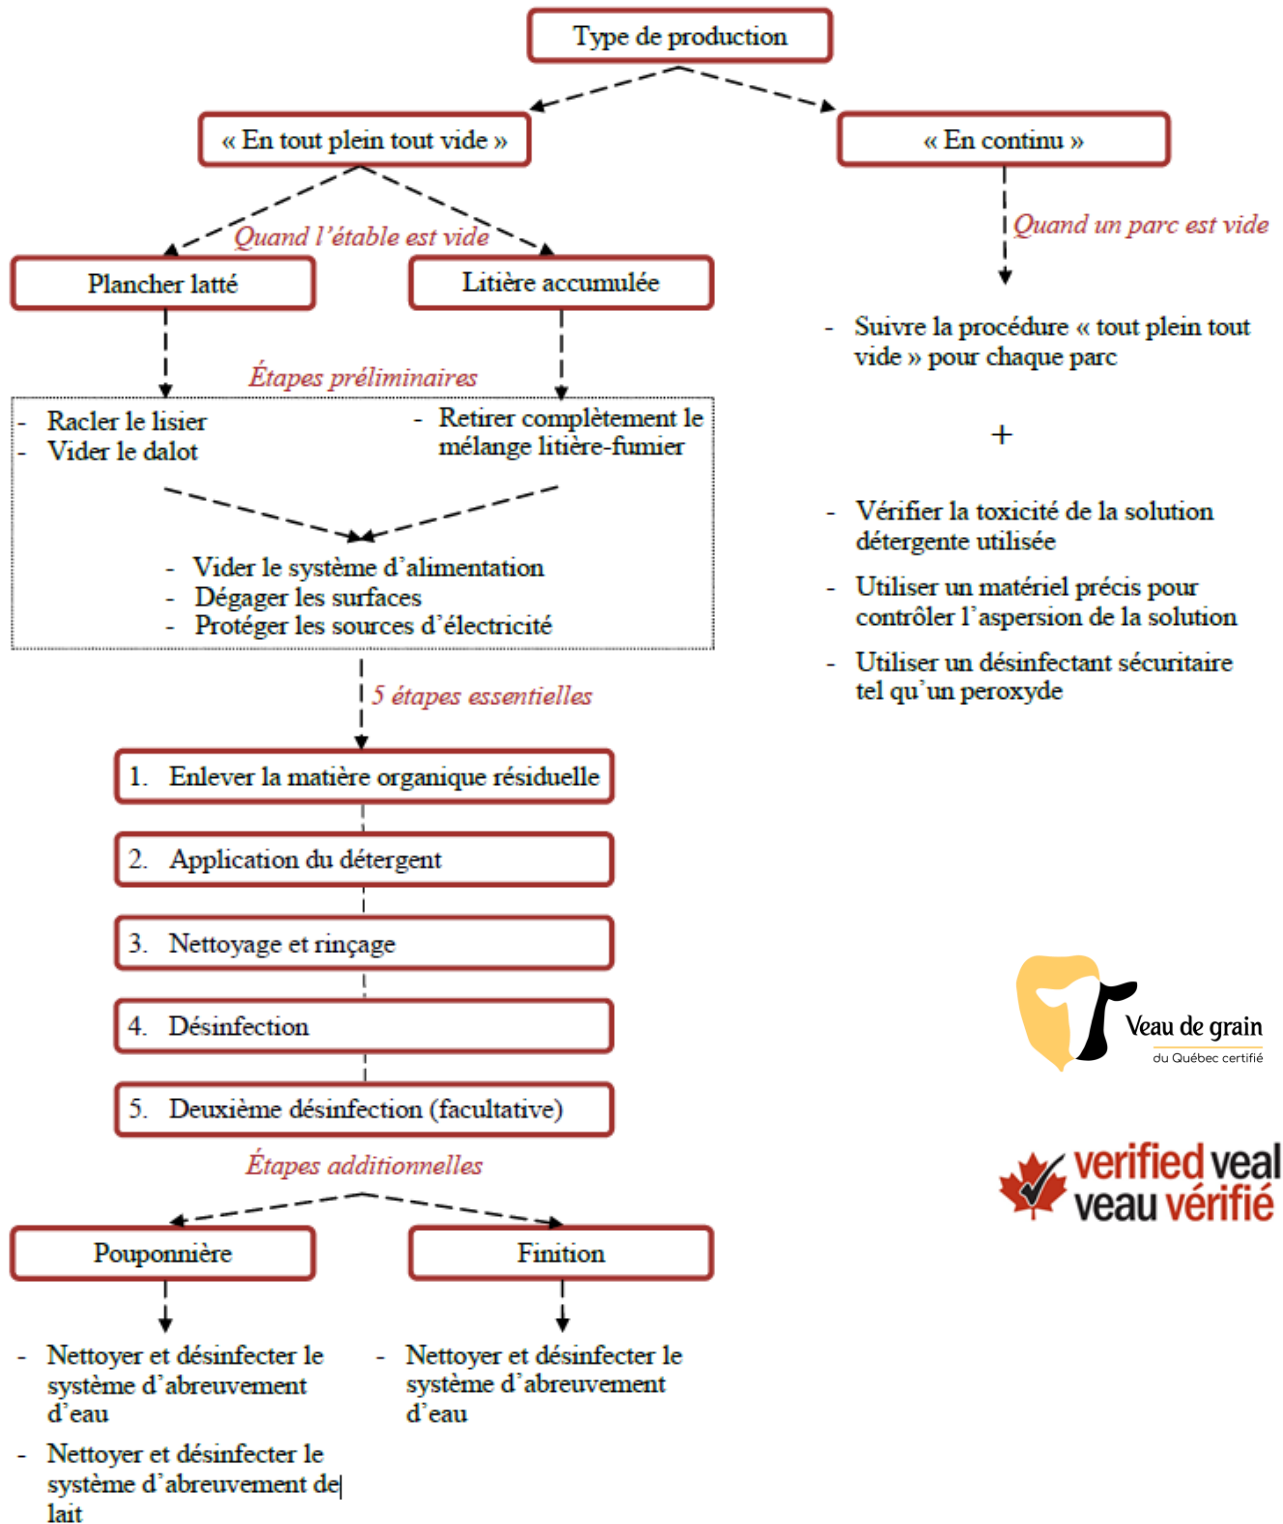 Type de production
« En tout plein tout vide »
« En continu »
Quand l’étable est vide
Quand un parc est vide
Plancher latté
Litière accumulée
- Suivre la procédure « tout plein tout
vide » pour chaque parc
Étapes préliminaires
- Racler le lisier
- Vider le dalot
- Retirer complètement le
mélange litière-fumier
+
- Vérifier la toxicité de la solution
détergente utilisée
- Utiliser un matériel précis pour
contrôler l’aspersion de la solution
- Utiliser un désinfectant sécuritaire
tel qu’un peroxyde
- Vider le système d’alimentation
- Dégager les surfaces
- Protéger les sources d’électricité
5 étapes essentielles
1. Enlever la matière organique résiduelle
2. Application du détergent
3. Nettoyage et rinçage
4. Désinfection
5. Deuxième désinfection (facultative)
Veau de grain
du Québec certifié
verified veal
veau vérifié
Étapes additionnelles
Pouponnière
Finition
- Nettoyer et désinfecter le
système d’abreuvement
d’eau
- Nettoyer et désinfecter le
système d’abreuvement de
lait
- Nettoyer et désinfecter le
système d’abreuvement
d’eau